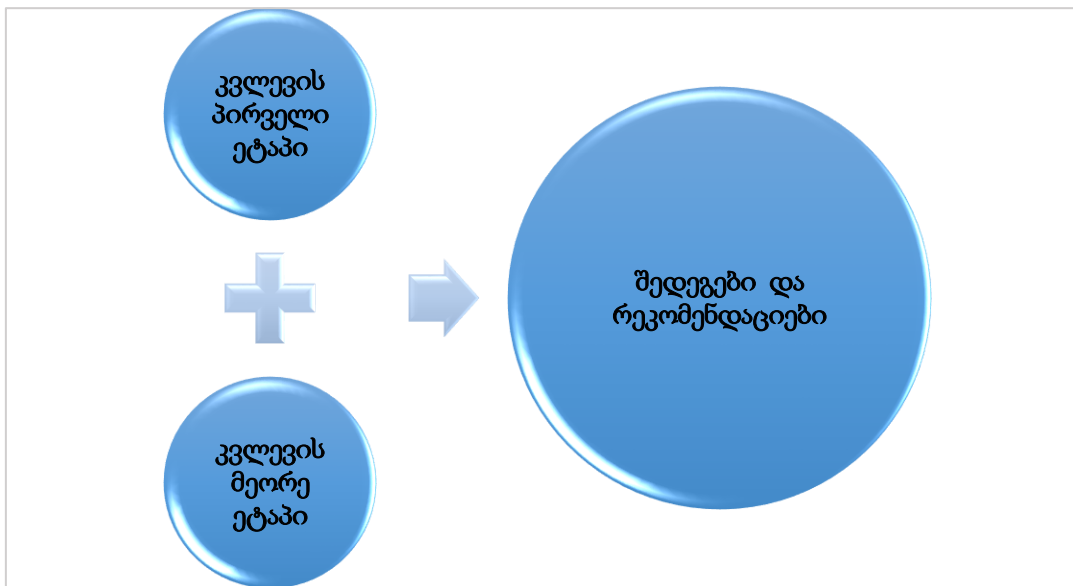 კვლევის
პირველი
ეტაპი
კვლევის
მეორე
ეტაპი
შედეგები და
რეკომენდაციები